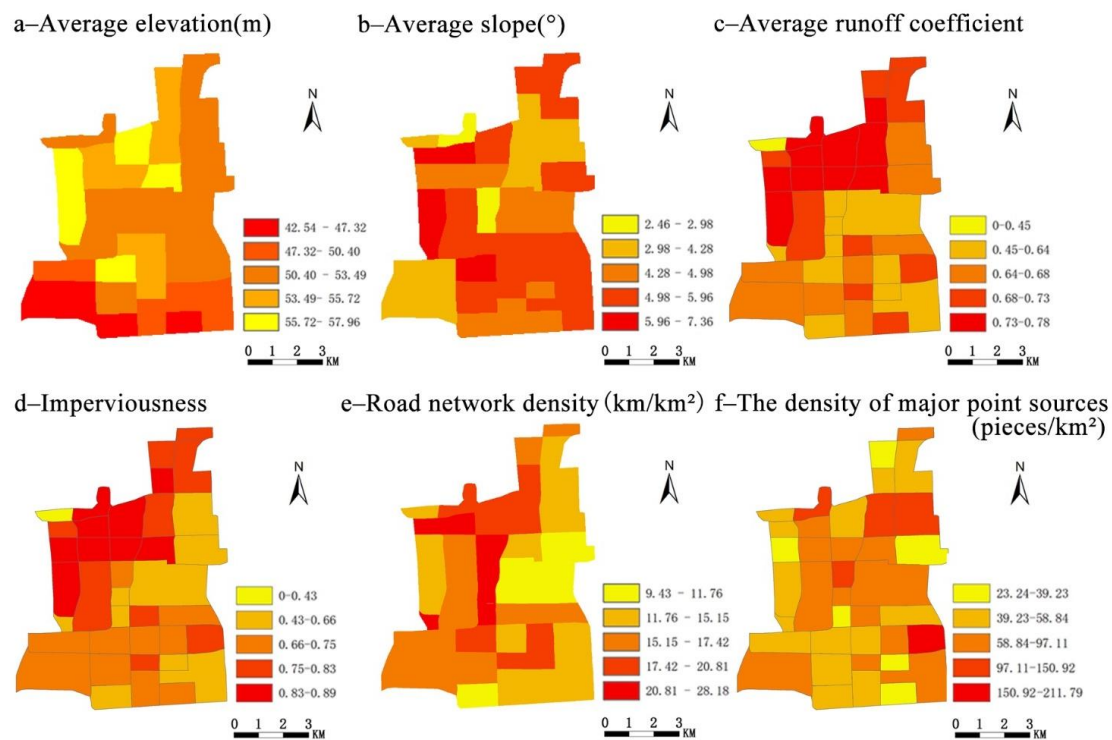 a–Average elevation(m)
N
42.54 - 47.32
47.32- 50.40
50.40 - 53.49
53.49- 55.72
55.72- 57.96
0 1 2 3
KM
b–Average slope(°)
N
2.46 - 2.98
2.98 - 4.28
4.28 - 4.98
4.98 - 5.96
5.96 - 7.36
0 1 2 3
KM
c–Average runoff coefficient
N
0-0.45
0.45-0.64
0.64-0.68
0.68-0.73
0.73-0.78
0 1 2 3
KM
d–Imperviousness
N
0-0.43
0.43-0.66
0.66-0.75
0.75-0.83
0.83-0.89
0 1 2 3
KM
e–Road network density (km/km²)
N
9.43 - 11.76
11.76 - 15.15
15.15 - 17.42
17.42 - 20.81
20.81 - 28.18
0 1 2 3
KM
f–The density of major point sources
(pieces/km²)
N
23.24-39.23
39.23-58.84
58.84-97.11
97.11-150.92
150.92-211.79
0 1 2 3
KM